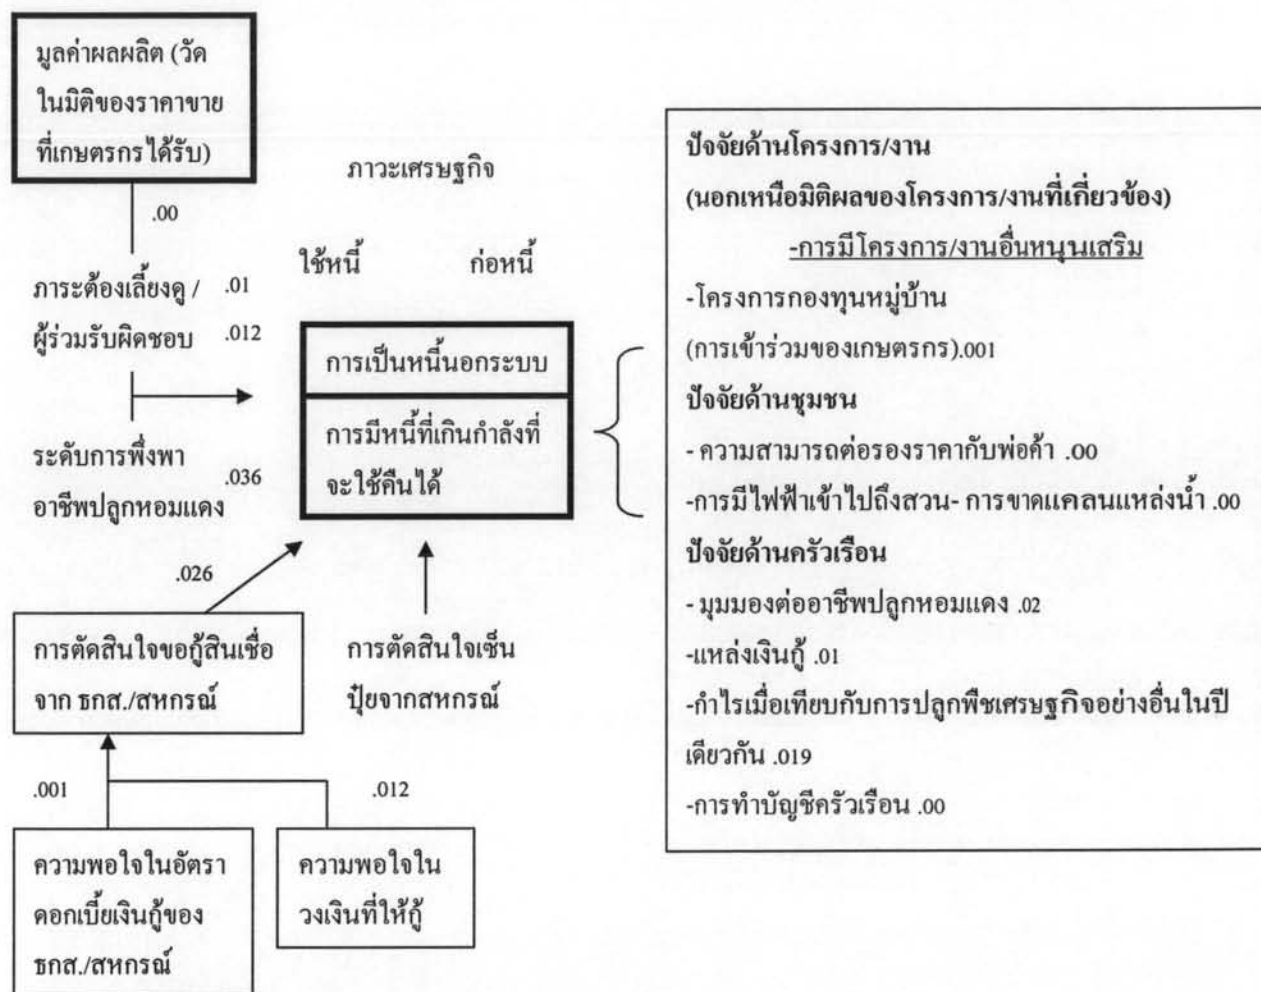 มูลค่าผลผลิต (วัด
ในมิติของราคาขาย
ที่เกษตรกรได้รับ)
.00
ภาวะเศรษฐกิจ
ใช้หนี้
ก่อหนี้
ภาระต้องเลี้ยงดู /
.01
ผู้ร่วมรับผิดชอบ
.012
ระดับการพึ่งพา
อาชีพปลูกหอมแดง
.036
การเป็นหนี้นอกระบบ
การมีหนี้ที่เกินกำลังที่
จะใช้คืนได้
.026
การตัดสินใจขอกู้สินเชื่อ
จาก ธกส./สหกรณ์
การตัดสินใจเซ็น
ปุ๋ยจากสหกรณ์
.001
.012
ความพอใจในอัตรา
ดอกเบี้ยเงินกู้ของ
ธกส./สหกรณ์
ความพอใจใน
วงเงินที่ให้กู้
ปัจจัยด้านโครงการ/งาน
(นอกเหนือมิติผลของโครงการ/งานที่เกี่ยวข้อง)
-การมีโครงการ/งานอื่นหนุนเสริม
-โครงการกองทุนหมู่บ้าน
(การเข้าร่วมของเกษตรกร).001
ปัจจัยด้านชุมชน
- ความสามารถต่อรองราคากับพ่อค้า .00
-การมีไฟฟ้าเข้าไปถึงสวน- การขาดแคลนแหล่งน้ำ .00
ปัจจัยด้านครัวเรือน
- มุมมองต่ออาชีพปลูกหอมแดง .02
-แหล่งเงินกู้ .01
-กำไรเมื่อเทียบกับการปลูกพืชเศรษฐกิจอย่างอื่นในปี
เดียวกัน .019
-การทำบัญชีครัวเรือน .00